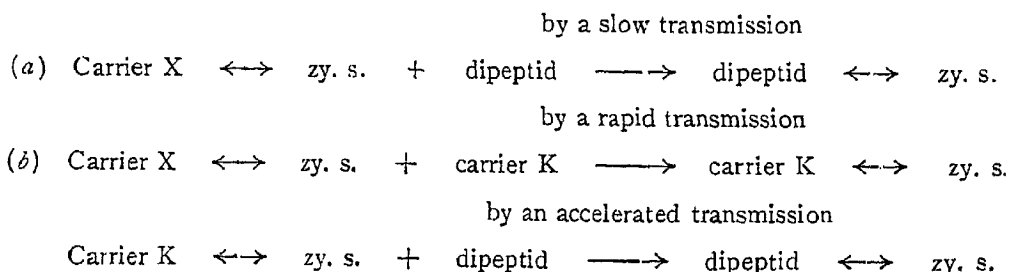 by a slow transmission
(a) Carrier X ←→ zy. s. + dipeptid ——→ dipeptid ←→ zy. s.
by a rapid transmission
(b) Carrier X ←→ zy. s. + carrier K ——→ carrier K ←→ zy. s.
by an accelerated transmission
Carrier K ←→ zy. s. + dipeptid ——→ dipeptid ←→ zy. s.